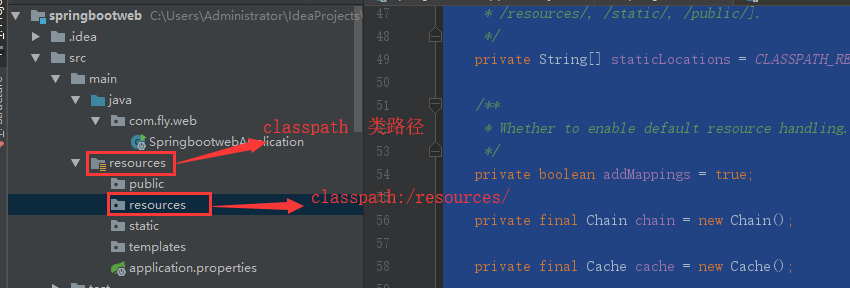 springbootweb C:\Users\Administrator\IdeaProjects\
.idea
src
main
java
com.fly.web
SpringbootwebApplication
resources
public
resources
static
templates
application.properties
classpath 类路径
classpath:/resources/
47 * /resources/, /static/, /public/].
48 */
49 private String[] staticLocations = CLASSPATH_RE
50
51 /**
52 * Whether to enable default resource handling.
53 */
54 private boolean addMappings = true;
55
56 private final Chain chain = new Chain();
57
58 private final Cache cache = new Cache();